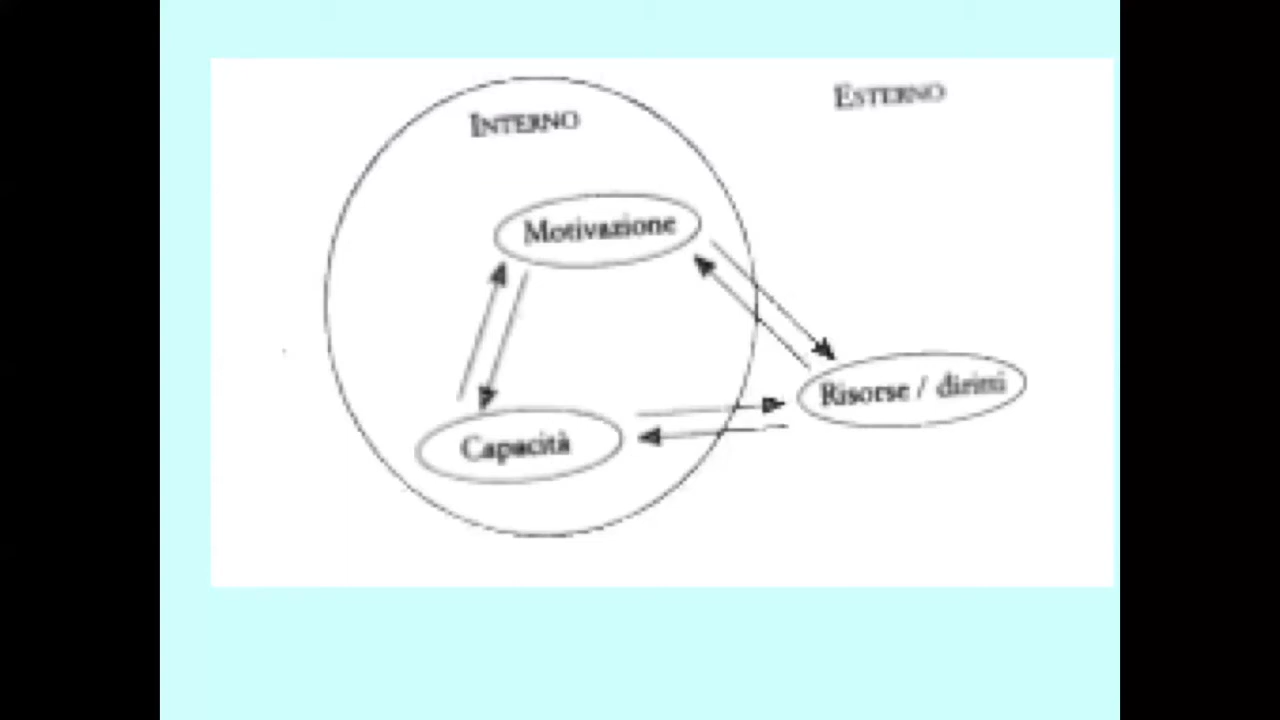 INTERNO
ESTERNO
Motivazione
Risorse / diritti
Capacità